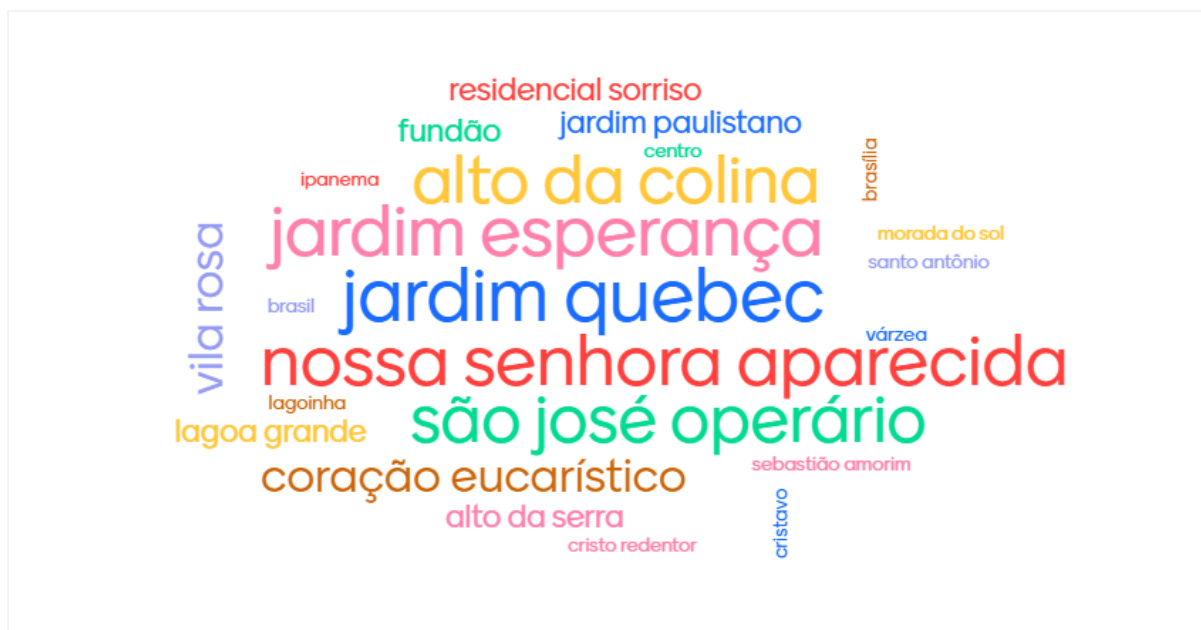 residencial sorriso
fundão
jardim paulistano
centro
brasília
ipanema
alto da colina
jardim esperança
morada do sol
santo antônio
vila rosa
brasil
jardim quebec
várzea
nossa senhora aparecida
lagoinha
lagoa grande
são josé operário
coração eucarístico
sebastião amorim
alto da serra
cristavo
cristo redentor